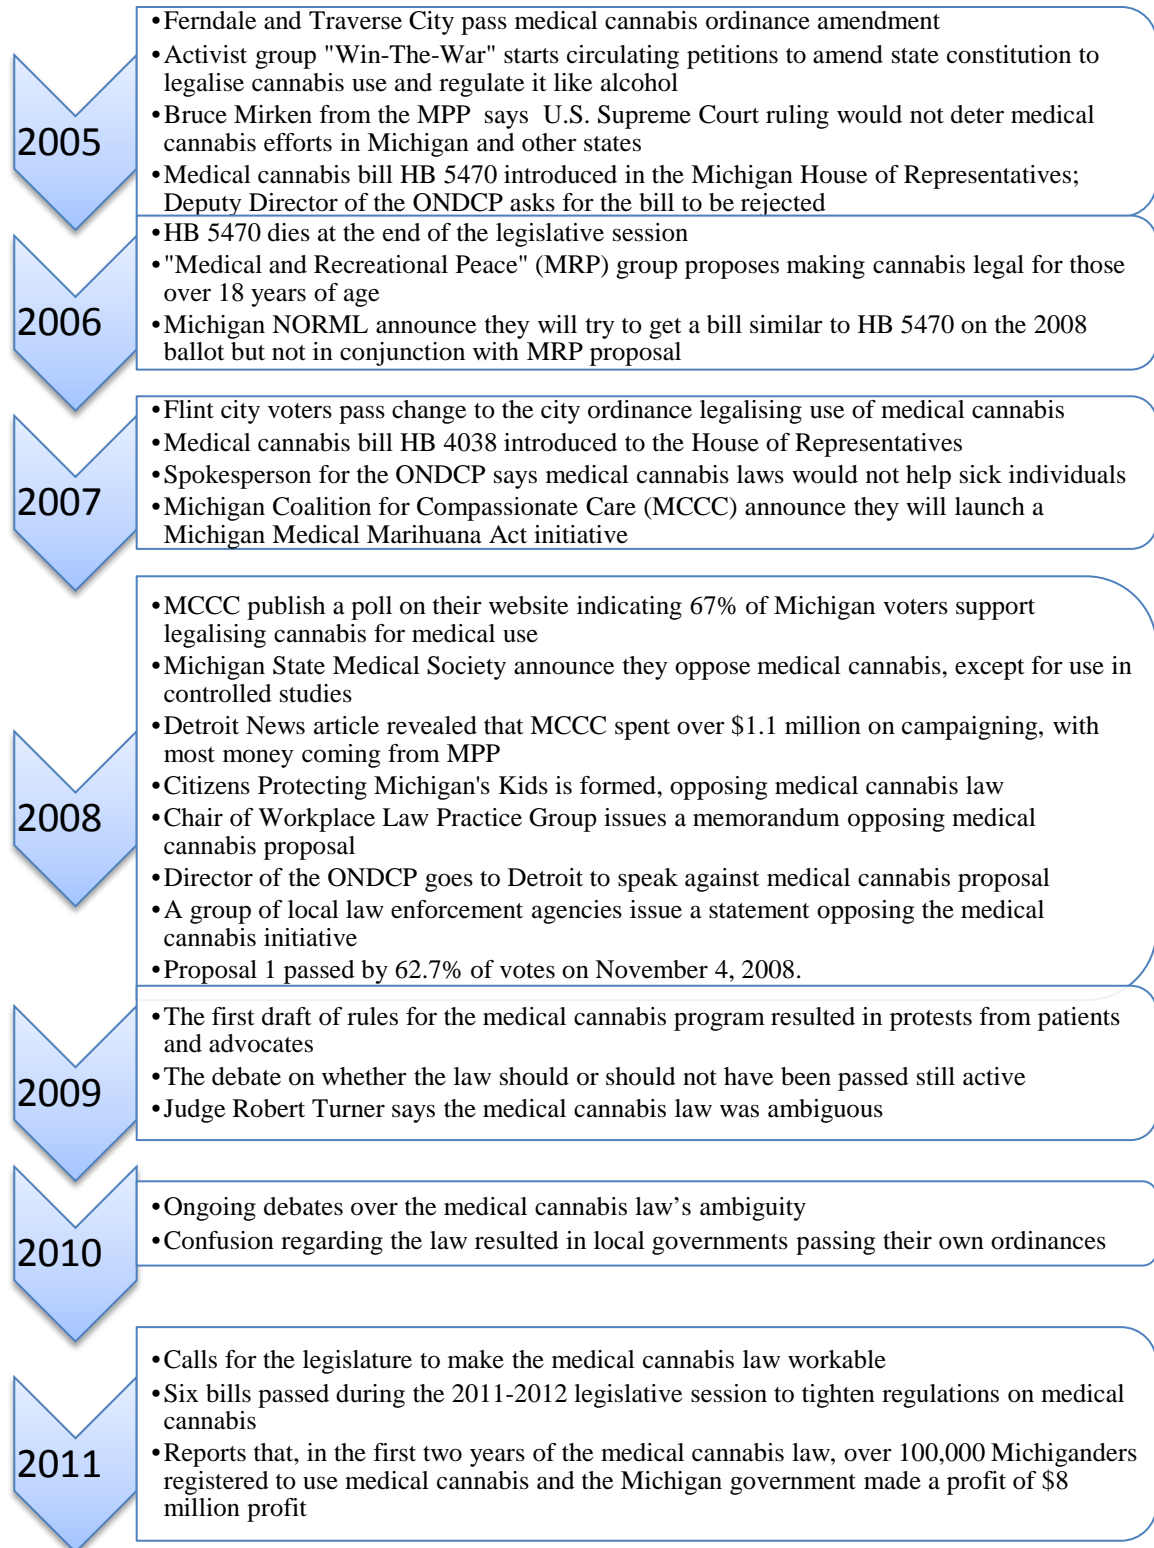 2005
•Ferndale and Traverse City pass medical cannabis ordinance amendment
•Activist group "Win-The-War" starts circulating petitions to amend state constitution to
legalise cannabis use and regulate it like alcohol
•Bruce Mirken from the MPP says U.S. Supreme Court ruling would not deter medical
cannabis efforts in Michigan and other states
•Medical cannabis bill HB 5470 introduced in the Michigan House of Representatives;
Deputy Director of the ONDCP asks for the bill to be rejected
2006
•HB 5470 dies at the end of the legislative session
•"Medical and Recreational Peace" (MRP) group proposes making cannabis legal for those
over 18 years of age
•Michigan NORML announce they will try to get a bill similar to HB 5470 on the 2008
ballot but not in conjunction with MRP proposal
2007
•Flint city voters pass change to the city ordinance legalising use of medical cannabis
•Medical cannabis bill HB 4038 introduced to the House of Representatives
•Spokesperson for the ONDCP says medical cannabis laws would not help sick individuals
•Michigan Coalition for Compassionate Care (MCCC) announce they will launch a
Michigan Medical Marihuana Act initiative
2008
•MCCC publish a poll on their website indicating 67% of Michigan voters support
legalising cannabis for medical use
•Michigan State Medical Society announce they oppose medical cannabis, except for use in
controlled studies
•Detroit News article revealed that MCCC spent over $1.1 million on campaigning, with
most money coming from MPP
•Citizens Protecting Michigan's Kids is formed, opposing medical cannabis law
•Chair of Workplace Law Practice Group issues a memorandum opposing medical
cannabis proposal
•Director of the ONDCP goes to Detroit to speak against medical cannabis proposal
•A group of local law enforcement agencies issue a statement opposing the medical
cannabis initiative
•Proposal 1 passed by 62.7% of votes on November 4, 2008.
2009
•The first draft of rules for the medical cannabis program resulted in protests from patients
and advocates
•The debate on whether the law should or should not have been passed still active
•Judge Robert Turner says the medical cannabis law was ambiguous
2010
•Ongoing debates over the medical cannabis law’s ambiguity
•Confusion regarding the law resulted in local governments passing their own ordinances
2011
•Calls for the legislature to make the medical cannabis law workable
•Six bills passed during the 2011-2012 legislative session to tighten regulations on medical
cannabis
•Reports that, in the first two years of the medical cannabis law, over 100,000 Michiganders
registered to use medical cannabis and the Michigan government made a profit of $8
million profit